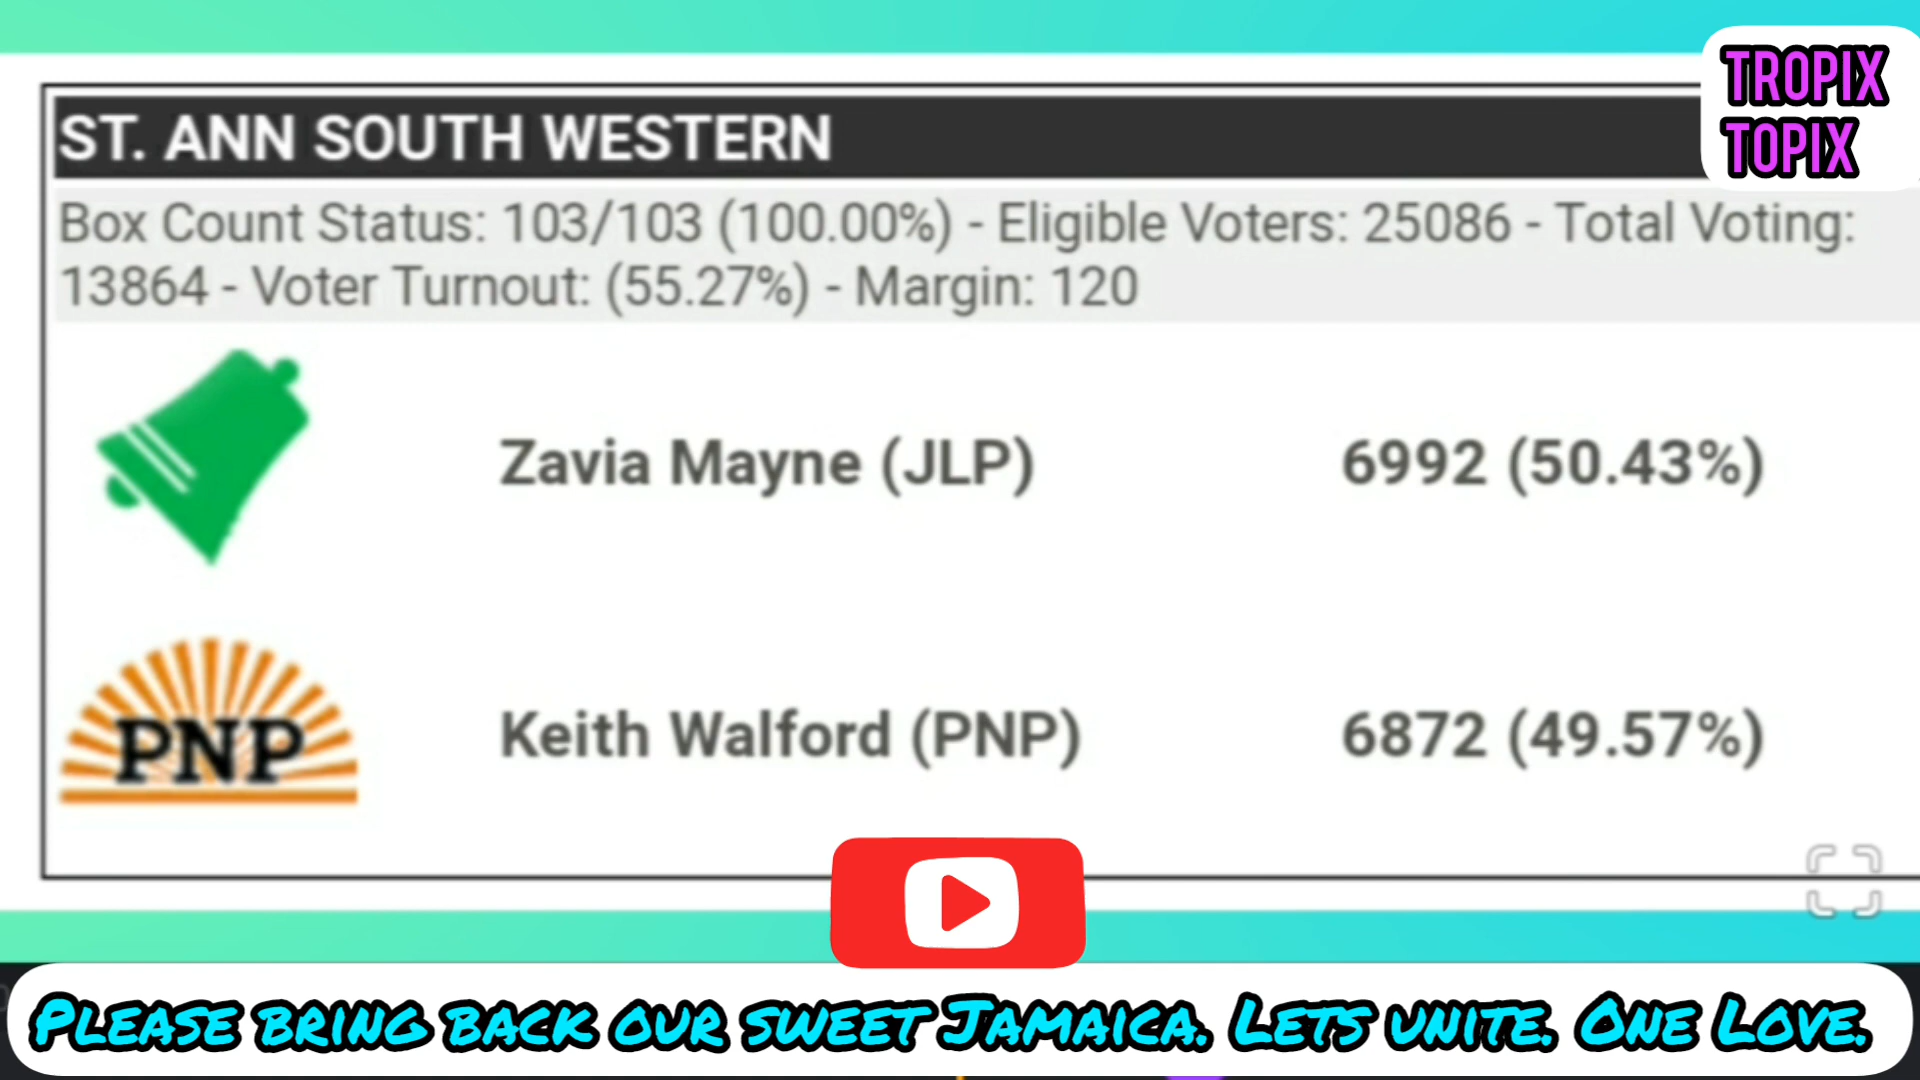 TROPIX
TOPIX
ST. ANN SOUTH WESTERN
Box Count Status: 103/103 (100.00%) - Eligible Voters: 25086 - Total Voting:
13864 - Voter Turnout: (55.27%) - Margin: 120
Zavia Mayne (JLP) 6992 (50.43%)
PNP
Keith Walford (PNP) 6872 (49.57%)
PLEASE BRING BACK OUR SWEET JAMAICA. LETS UNITE. ONE LOVE.